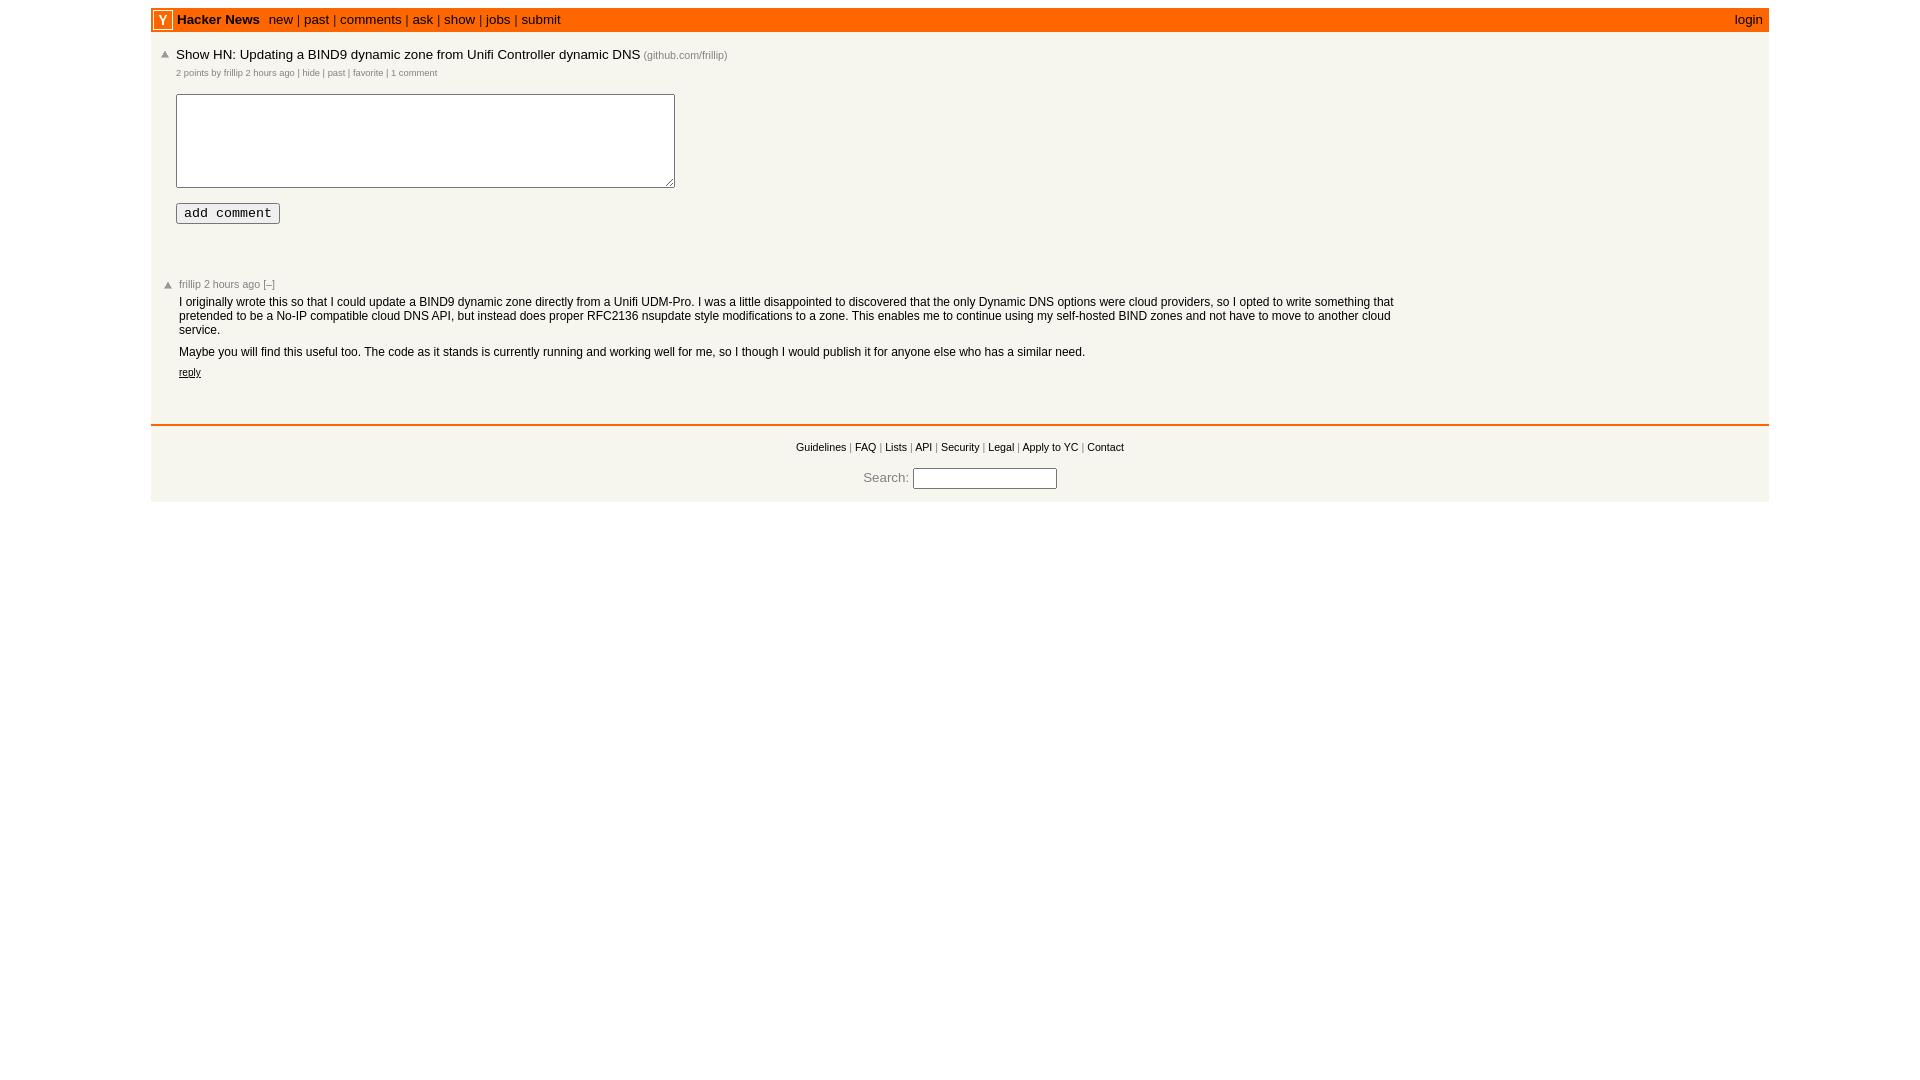 Y Hacker News new | past | comments | ask | show | jobs | submit login
Show HN: Updating a BIND9 dynamic zone from Unifi Controller dynamic DNS (github.com/frillip)
2 points by frillip 2 hours ago | hide | past | favorite | 1 comment
add comment
frillip 2 hours ago [–]
I originally wrote this so that I could update a BIND9 dynamic zone directly from a Unifi UDM-Pro. I was a little disappointed to discovered that the only Dynamic DNS options were cloud providers, so I opted to write something that
pretended to be a No-IP compatible cloud DNS API, but instead does proper RFC2136 nsupdate style modifications to a zone. This enables me to continue using my self-hosted BIND zones and not have to move to another cloud
service.
Maybe you will find this useful too. The code as it stands is currently running and working well for me, so I though I would publish it for anyone else who has a similar need.
reply
Guidelines | FAQ | Lists | API | Security | Legal | Apply to YC | Contact
Search: